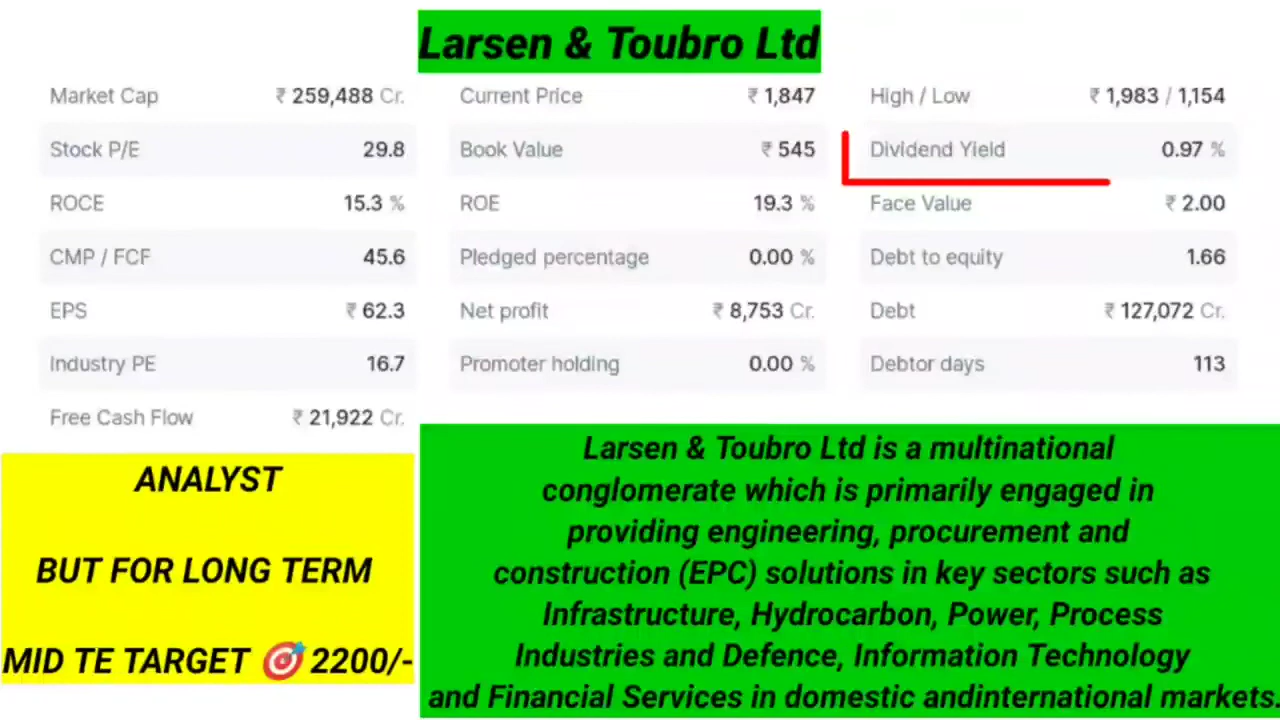 Larsen & Toubro Ltd
Market Cap ₹ 259,488 Cr.
Current Price ₹ 1,847
High / Low ₹ 1,983 / 1,154
Stock P/E 29.8
Book Value ₹ 545
Dividend Yield 0.97 %
ROCE 15.3 %
ROE 19.3 %
Face Value ₹ 2.00
CMP / FCF 45.6
Pledged percentage 0.00 %
Debt to equity 1.66
EPS ₹ 62.3
Net profit ₹ 8,753 Cr.
Debt ₹ 127,072 Cr.
Industry PE 16.7
Promoter holding 0.00 %
Debtor days 113
Free Cash Flow ₹ 21,922 Cr.
ANALYST
BUT FOR LONG TERM
MID TE TARGET 🎯 2200/-
Larsen & Toubro Ltd is a multinational
conglomerate which is primarily engaged in
providing engineering, procurement and
construction (EPC) solutions in key sectors such as
Infrastructure, Hydrocarbon, Power, Process
Industries and Defence, Information Technology
and Financial Services in domestic andinternational markets.